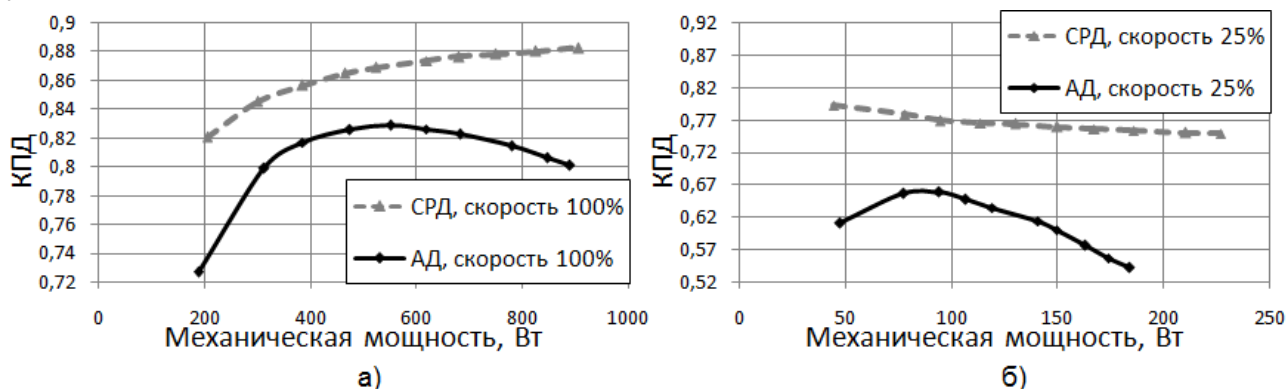 КПД
0,9
0,88
0,86
0,84
0,82
0,8
0,78
0,76
0,74
0,72
0 200 400 600 800 1000
Механическая мощность, Вт
СРД, скорость 100%
АД, скорость 100%
а)
КПД
0,92
0,87
0,82
0,77
0,72
0,67
0,62
0,57
0,52
0 50 100 150 200 250
Механическая мощность, Вт
СРД, скорость 25%
АД, скорость 25%
б)